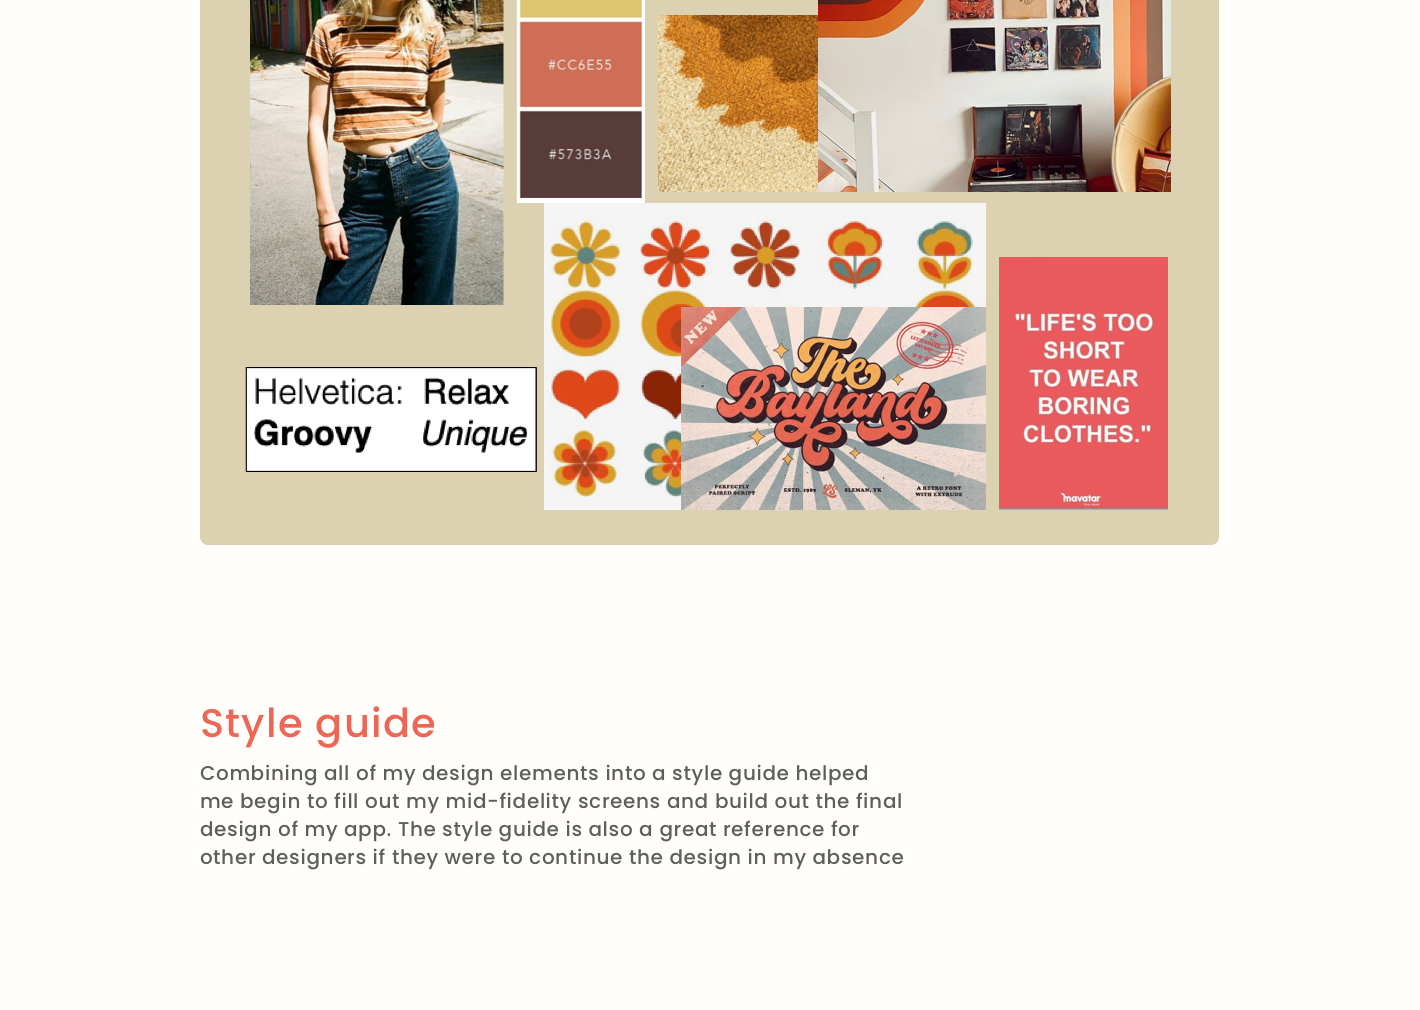 #CC6E55
#573B3A
Helvetica: Relax
Groovy Unique
NEW
The
Bayland
PERFECTLY
PAIRED SCRIPT
ESTD. 1989
LS
SLEMAN, YK
A RETRO FONT
WITH EXTRUDE
"LIFE'S TOO
SHORT
TO WEAR
BORING
CLOTHES."
mavatar
Style guide
Combining all of my design elements into a style guide helped
me begin to fill out my mid-fidelity screens and build out the final
design of my app. The style guide is also a great reference for
other designers if they were to continue the design in my absence